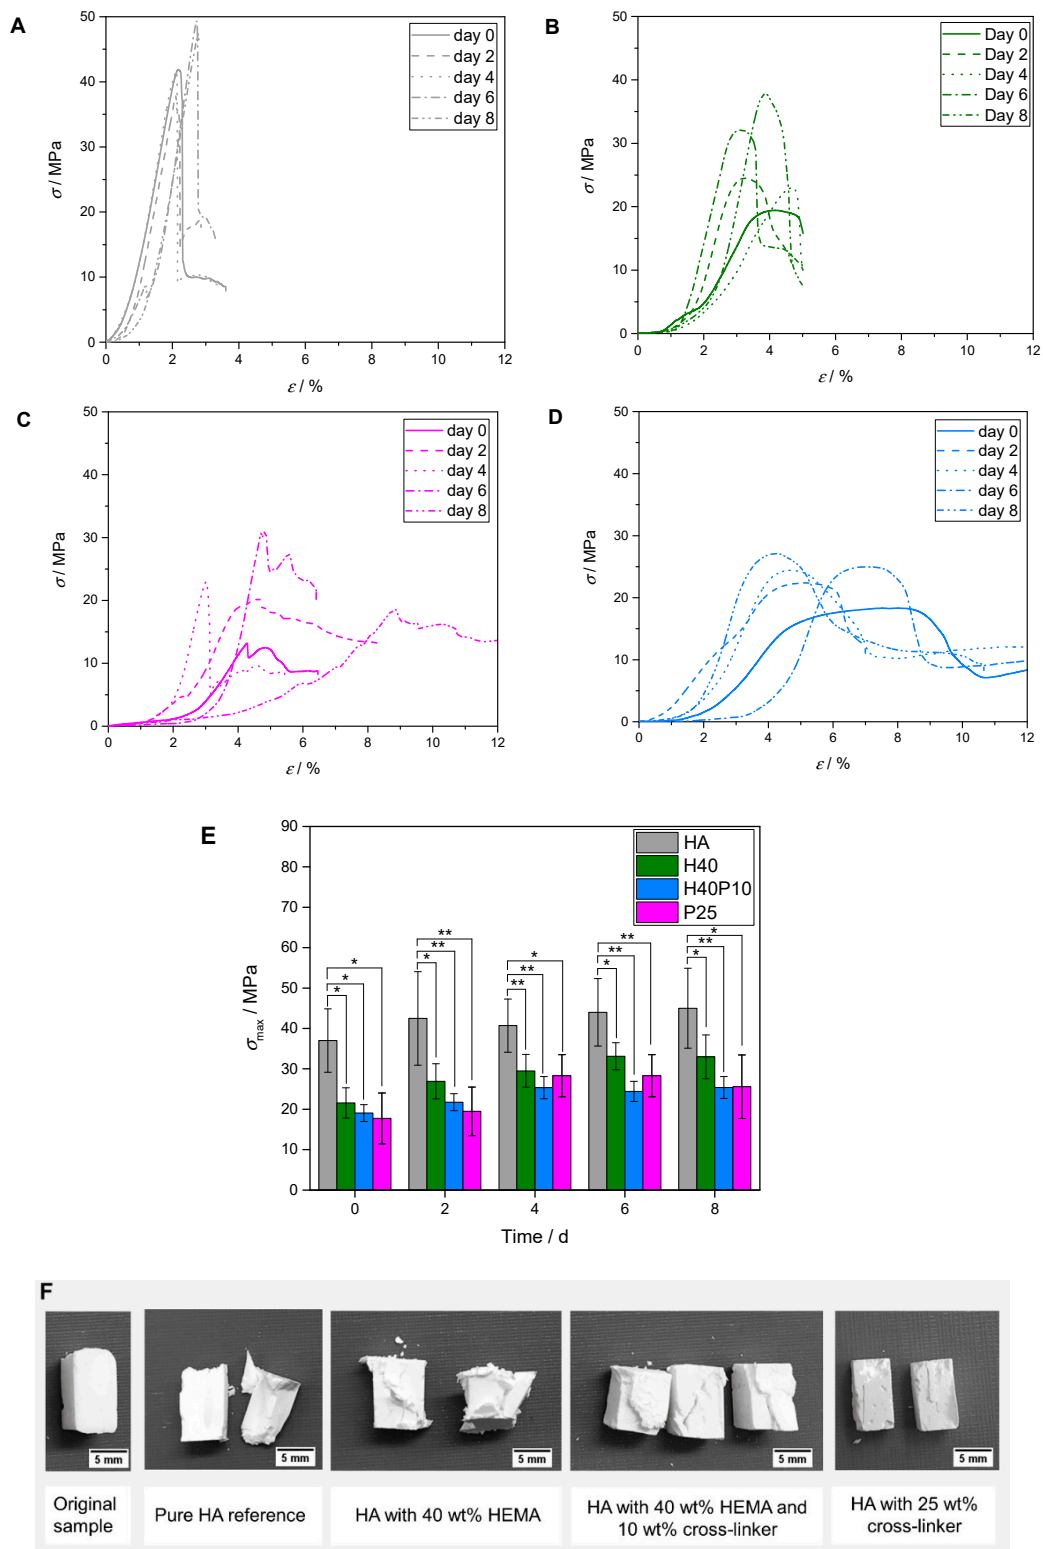 A
50
40
30
20
10
0
σ / MPa
day 0
day 2
day 4
day 6
day 8
0 2 4 6 8 10 12
ε / %
B
50
40
30
20
10
0
σ / MPa
Day 0
Day 2
Day 4
Day 6
Day 8
0 2 4 6 8 10 12
ε / %
C
50
40
30
20
10
0
σ / MPa
day 0
day 2
day 4
day 6
day 8
0 2 4 6 8 10 12
ε / %
D
50
40
30
20
10
0
σ / MPa
day 0
day 2
day 4
day 6
day 8
0 2 4 6 8 10 12
ε / %
E
90
80
70
60
50
40
30
20
10
0
σmax / MPa
HA
H40
H40P10
P25
*
*
*
**
**
*
*
**
**
**
**
*
*
**
*
0 2 4 6 8
Time / d
F
5 mm
5 mm
5 mm
5 mm
5 mm
Original
sample
Pure HA reference
HA with 40 wt% HEMA
HA with 40 wt% HEMA and
10 wt% cross-linker
HA with 25 wt%
cross-linker